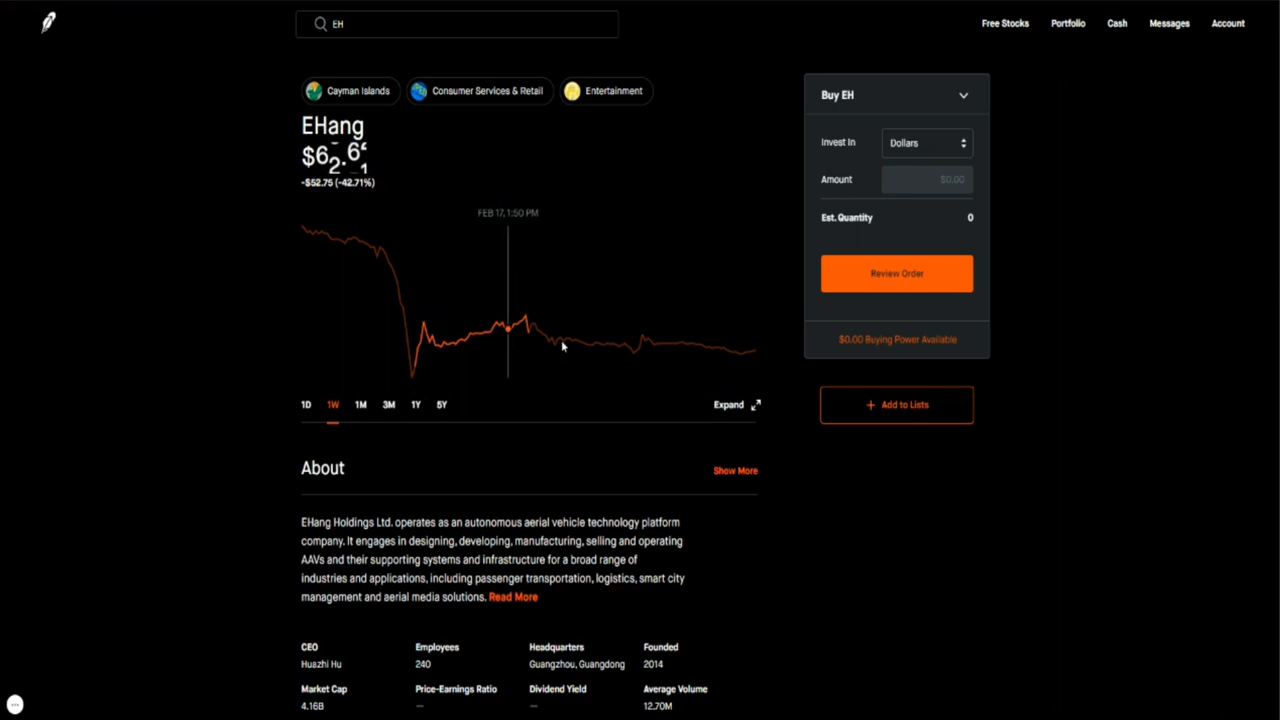 EH
Free Stocks Portfolio Cash Messages Account
Cayman Islands Consumer Services & Retail Entertainment
EHang
-$52.75 (-42.71%)
FEB 17, 1:50 PM
1D 1W 1M 3M 1Y 5Y Expand
About Show More
EHang Holdings Ltd. operates as an autonomous aerial vehicle technology platform
company. It engages in designing, developing, manufacturing, selling and operating
AAVs and their supporting systems and infrastructure for a broad range of
industries and applications, including passenger transportation, logistics, smart city
management and aerial media solutions. Read More
CEO Employees Headquarters Founded
Huazhi Hu 240 Guangzhou, Guangdong 2014
Market Cap Price-Earnings Ratio Dividend Yield Average Volume
4.16B — — 12.70M
Buy EH
Invest In Dollars
Amount $0.00
Est. Quantity 0
Review Order
$0.00 Buying Power Available
+ Add to Lists